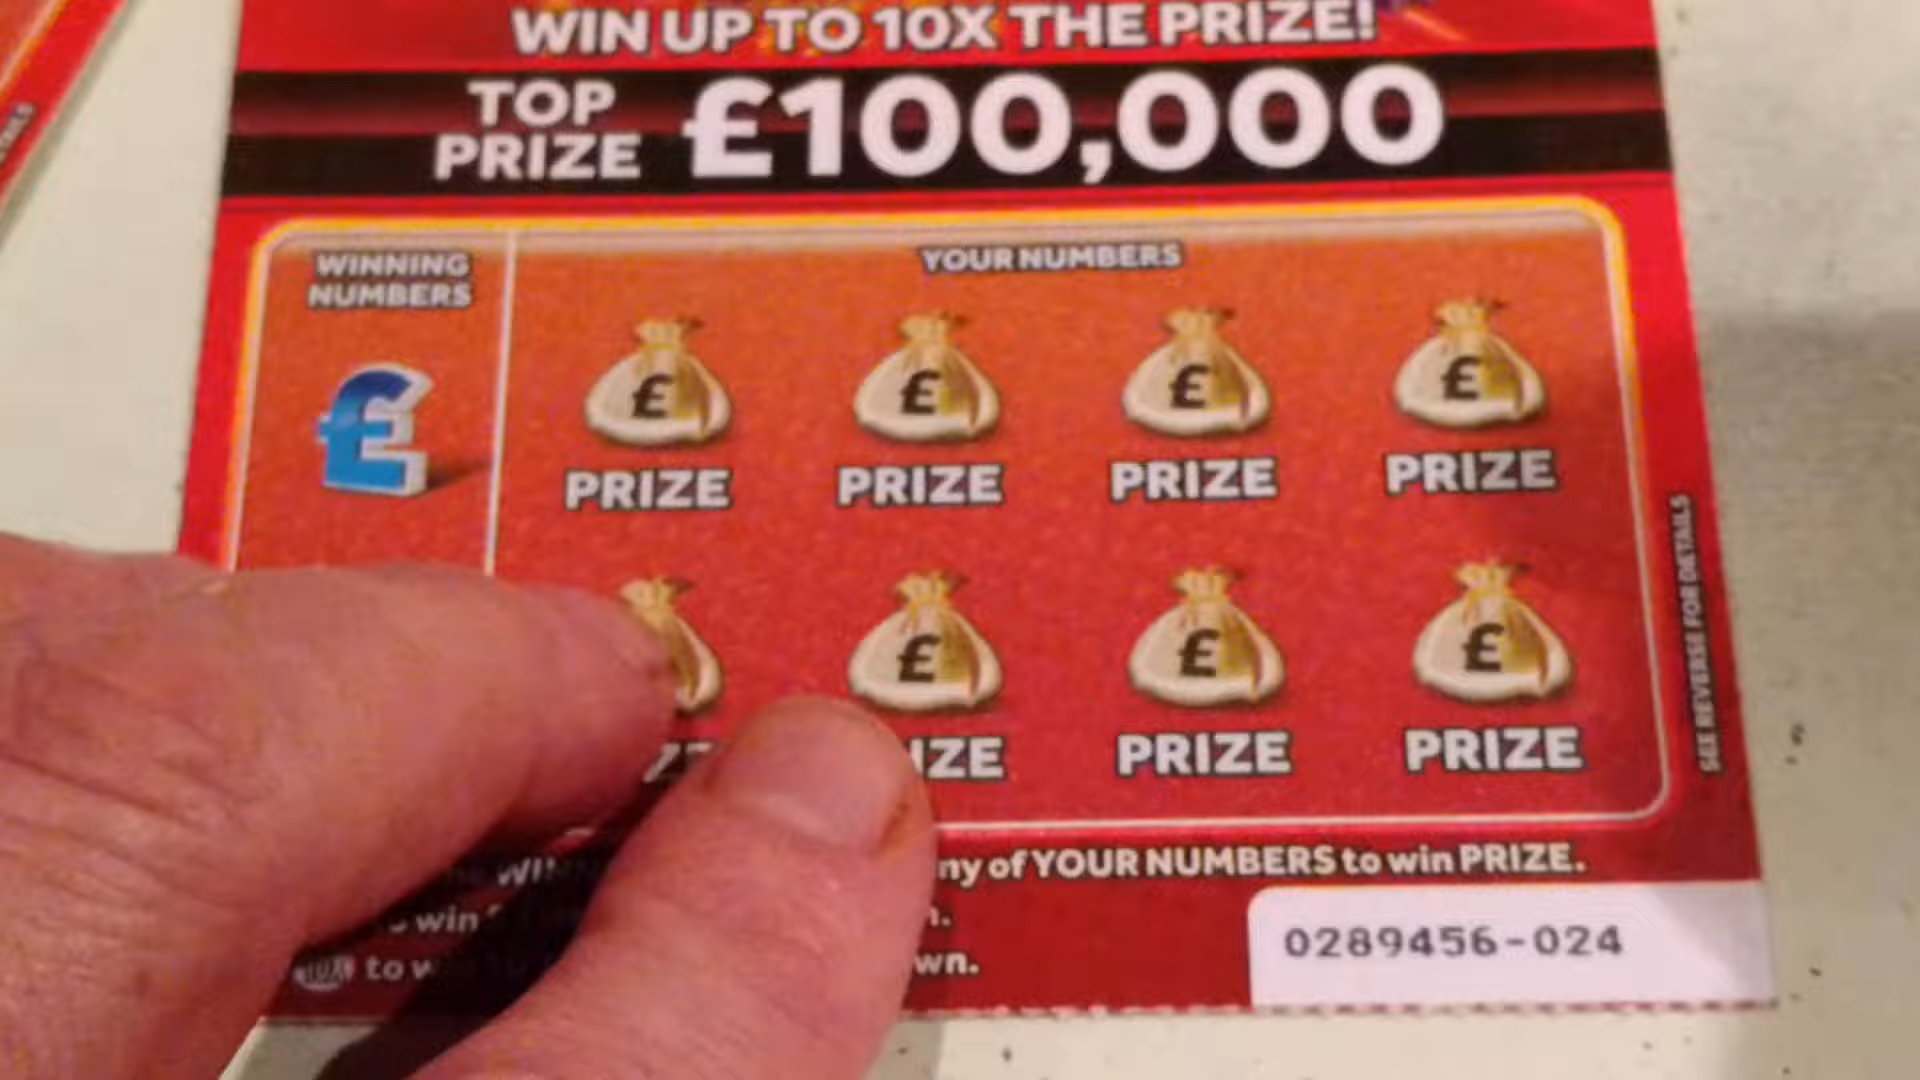 WIN UP TO 10X THE PRIZE!
TOP PRIZE £100,000
WINNING NUMBERS
YOUR NUMBERS
£
£ £ £ £
PRIZE PRIZE PRIZE PRIZE
£ £ £
PRIZE PRIZE
ny of YOUR NUMBERS to win PRIZE.
win
to
wn.
0289456-024
SEE REVERSE FOR DETAILS